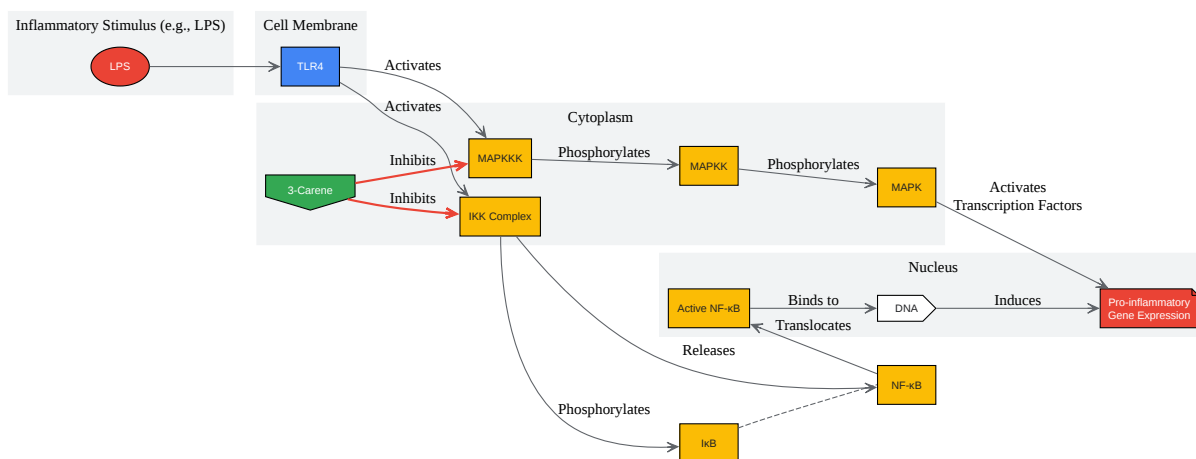 Inflammatory Stimulus (e.g., LPS)
Cell Membrane
LPS
TLR4
Activates
Activates
Cytoplasm
MAPKKK
Phosphorylates
MAPKK
Phosphorylates
MAPK
Inhibits
3-Carene
Inhibits
IKK Complex
Activates
Transcription Factors
Nucleus
Active NF-κB
Binds to
DNA
Induces
Pro-inflammatory
Gene Expression
Translocates
Releases
NF-κB
Phosphorylates
IκB